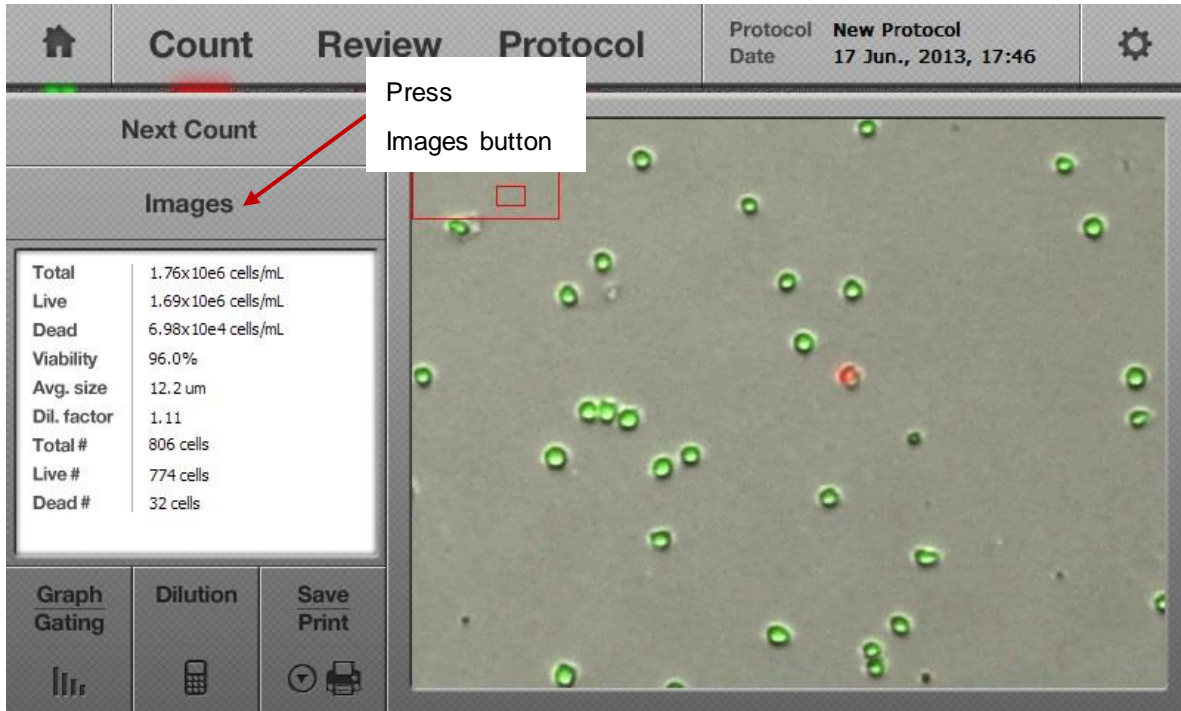 Count Review Protocol
Protocol New Protocol
Date 17 Jun., 2013, 17:46
Press
Images button
Next Count
Images
Total 1.76x10e6 cells/mL
Live 1.69x10e6 cells/mL
Dead 6.98x10e4 cells/mL
Viability 96.0%
Avg. size 12.2 um
Dil. factor 1.11
Total # 806 cells
Live # 774 cells
Dead # 32 cells
Graph
Gating
Dilution
Save
Print